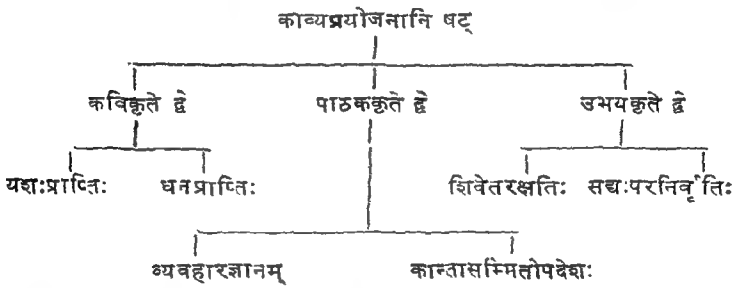 काव्यप्रयोजनानि षट्
कविकृते द्वे पाठककृते द्वे उभयकृते द्वे
यशःप्राप्तिः धनप्राप्तिः शिवेतरक्षतिः सद्यःपरनिर्वृतिः
व्यवहारज्ञानम् कान्तासम्मितोपदेशः